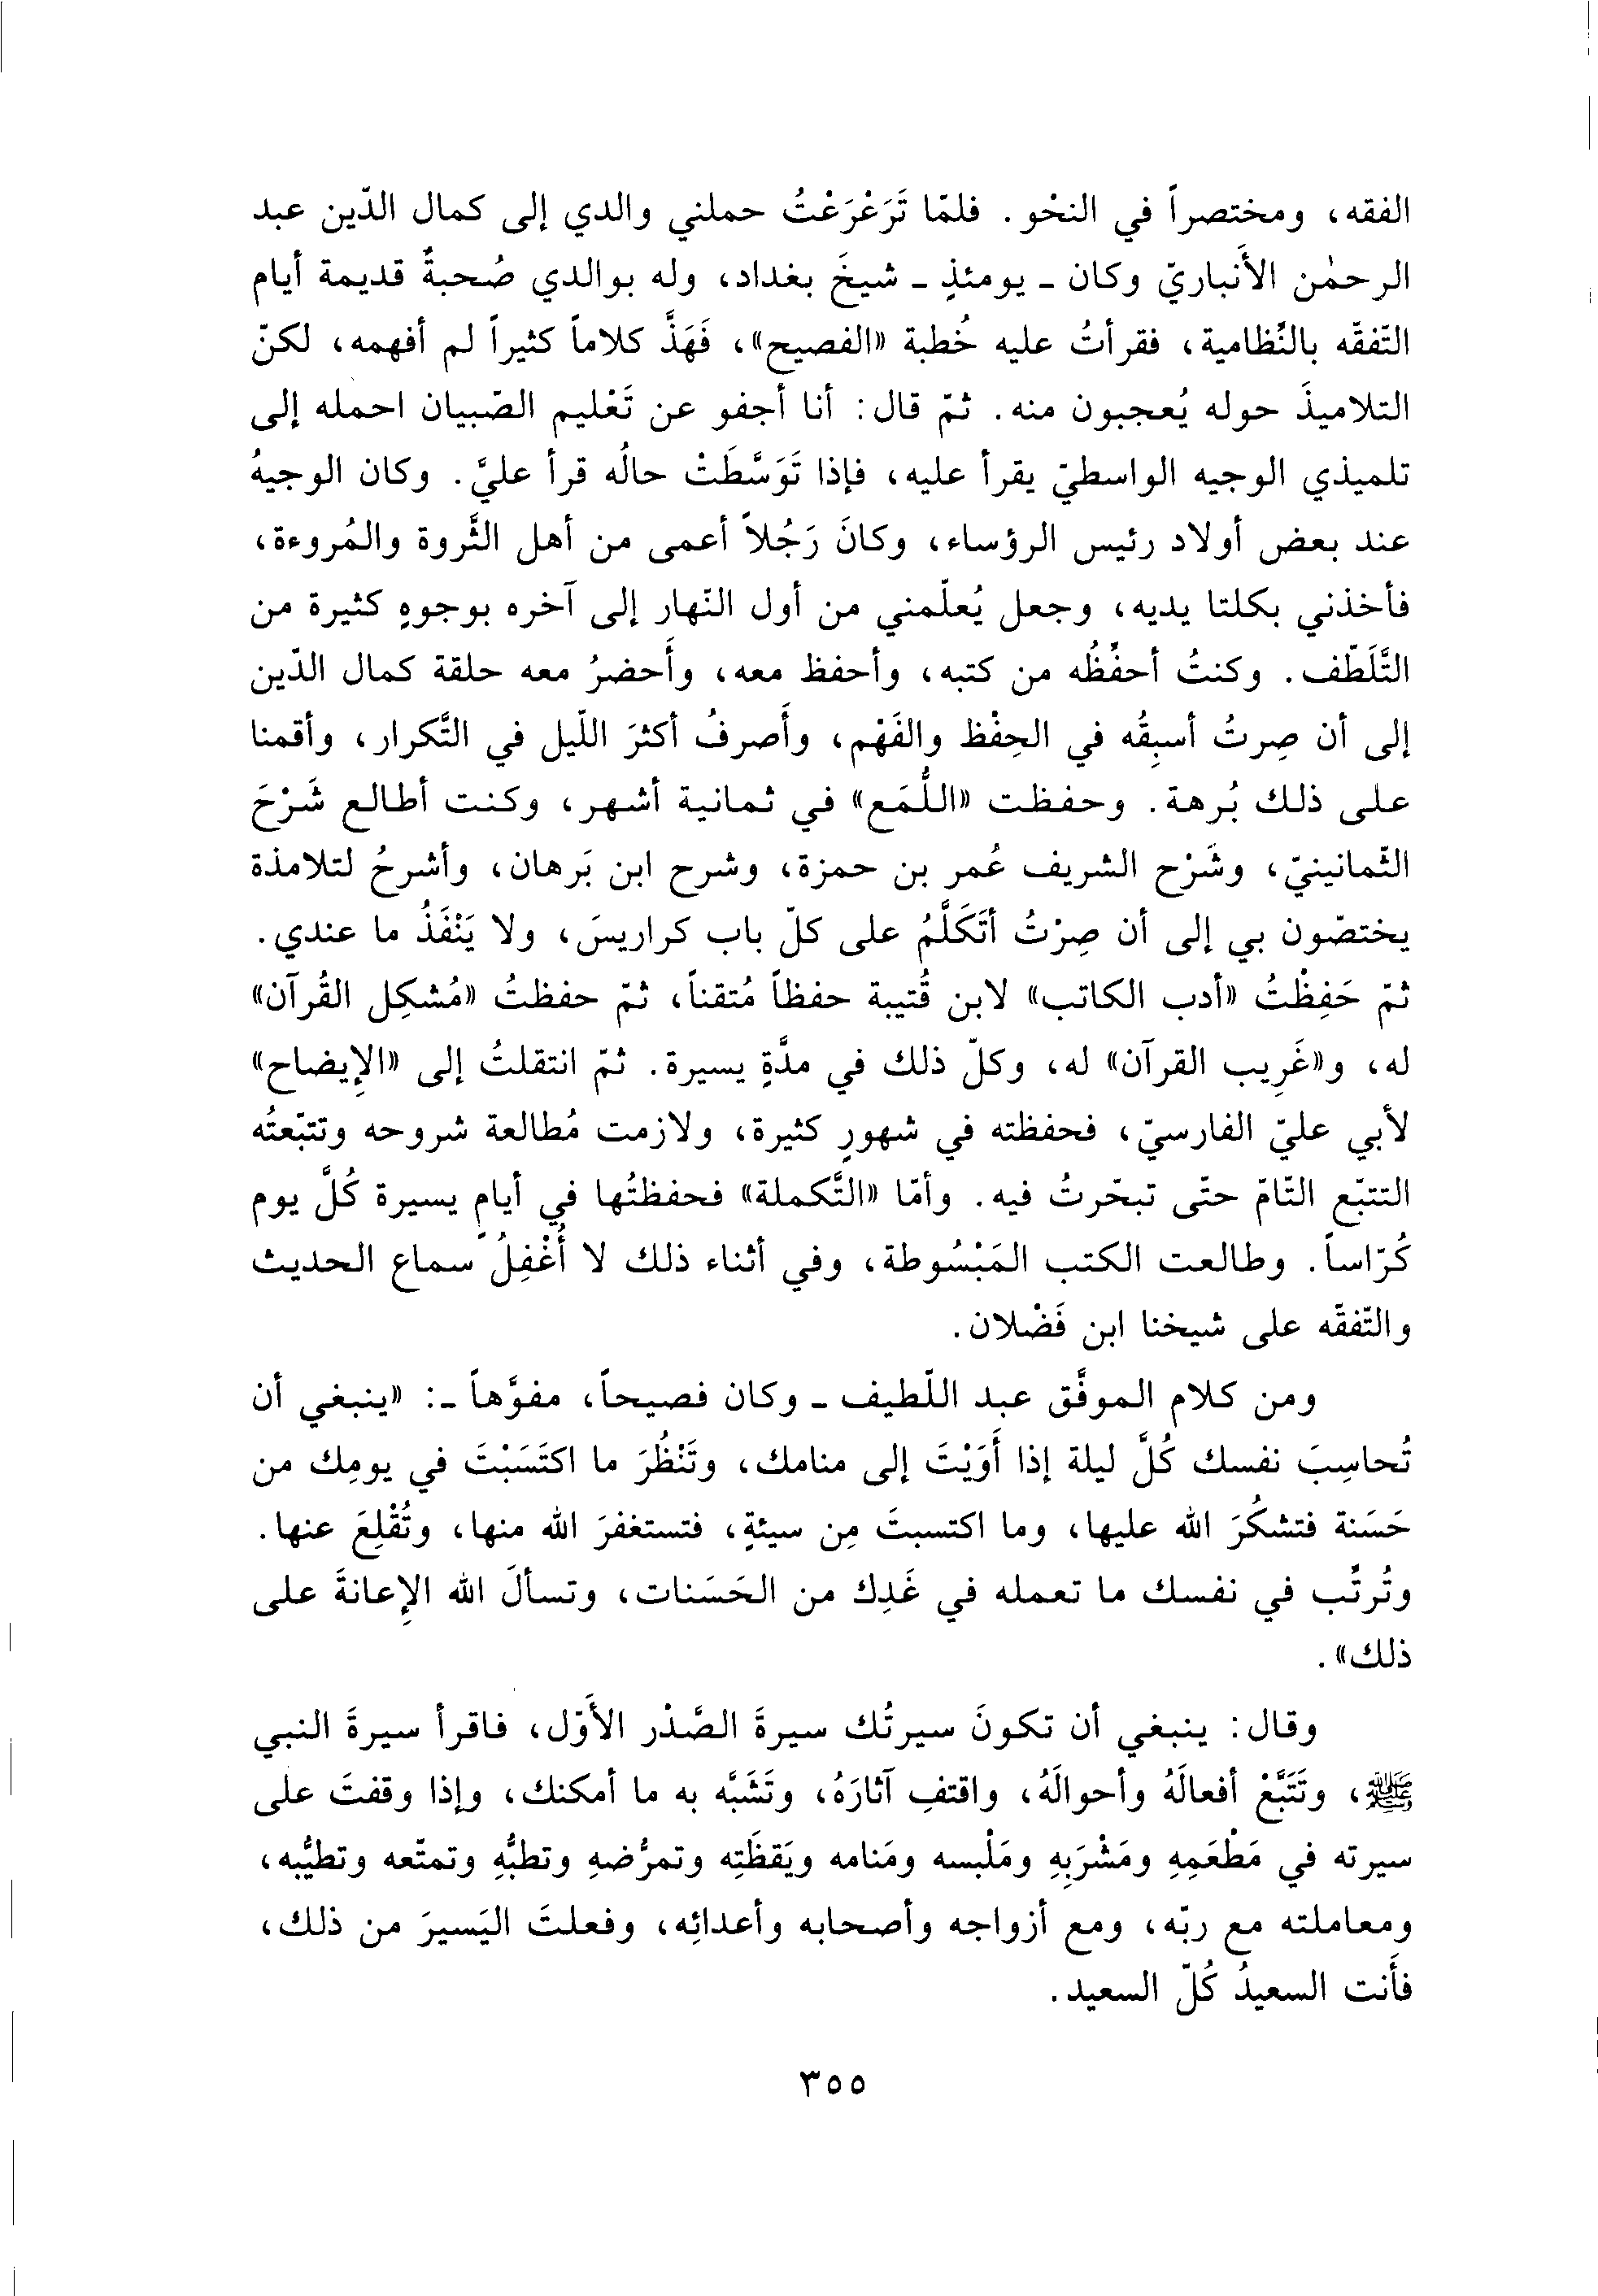 الفقه، ومختصراً في النحْو. فلمّا تَرَعْرَعْتُ حملني والدي إلى كمال الدّين عبد
الرحمٰن الأَنباريّ وكان ـ يومئذٍ ـ شيخَ بغداد، وله بوالدي صُحبةٌ قديمة أيام
التّفقّه بالنِّظامية، فقرأتُ عليه خُطبة «الفصيح»، فَهَذَّ كلاماً كثيراً لم أفهمه، لكنّ
التلاميذَ حوله يُعجبون منه. ثمّ قال: أنا أجفو عن تَعْليم الصّبيان احمله إلى
تلميذي الوجيه الواسطيّ يقرأ عليه، فإذا تَوَسَّطَتْ حالُه قرأ عليَّ. وكان الوجيهُ
عند بعض أولاد رئيس الرؤساء، وكانَ رَجُلاً أعمى من أهل الثَّروة والمُروءة،
فأخذني بكلتا يديه، وجعل يُعلّمني من أول النّهار إلى آخره بوجوهٍ كثيرة من
التَّلَطّف. وكنتُ أحفِّظُه من كتبه، وأحفظ معه، وأَحضرُ معه حلقة كمال الدّين
إلى أن صِرتُ أسبِقُه في الحِفْظ والفَهْم، وأَصرفُ أكثرَ اللّيل في التَّكرار، وأقمنا
على ذلك بُرهة. وحفظت «اللُّمَع» في ثمانية أشهر، وكنت أطالع شَرْحَ
الثّمانينيّ، وشَرْح الشريف عُمر بن حمزة، وشرح ابن بَرهان، وأشرحُ لتلامذة
يختصّون بي إلى أن صِرْتُ أتَكَلَّمُ على كلّ باب كراريسَ، ولا يَنْفَذُ ما عندي.
ثمّ حَفِظْتُ «أدب الكاتب» لابن قُتيبة حفظاً مُتقناً، ثمّ حفظتُ «مُشكِل القُرآن»
له، و«غَرِيب القرآن» له، وكلّ ذلك في مدَّةٍ يسيرة. ثمّ انتقلتُ إلى «الإيضاح»
لأبي عليّ الفارسيّ، فحفظته في شهورٍ كثيرة، ولازمت مُطالعة شروحه وتتبّعتُه
التتبّع التّامّ حتّى تبحّرتُ فيه. وأمّا «التَّكملة» فحفظتُها في أيامٍ يسيرة كُلَّ يوم
كُرّاساً. وطالعت الكتب المَبْسُوطة، وفي أثناء ذلك لا أُغْفِلُ سماع الحديث
والتّفقّه على شيخنا ابن فَضْلان.
ومن كلام الموفَّق عبد اللّطيف ـ وكان فصيحاً، مفوَّهاً ـ: «ينبغي أن
تُحاسِبَ نفسك كُلَّ ليلة إذا أَوَيْتَ إلى منامك، وتَنْظُرَ ما اكتَسَبْتَ في يومِك من
حَسَنة فتشكُرَ الله عليها، وما اكتسبتَ مِن سيئةٍ، فتستغفرَ الله منها، وتُقْلِعَ عنها.
وتُرتِّب في نفسك ما تعمله في غَدِك من الحَسَنات، وتسألَ الله الإعانةَ على
ذلك».
وقال: ينبغي أن تكونَ سيرتُك سيرةَ الصَّدْر الأَوّل، فاقرأ سيرةَ النبي
ﷺ، وتَتَبَّعْ أفعالَهُ وأحوالَهُ، واقتفِ آثارَهُ، وتَشَبَّه به ما أمكنك، وإذا وقفتَ على
سيرته في مَطْعَمِهِ ومَشْرَبِهِ ومَلْبسه ومَنامه ويَقظَتِه وتمرُّضهِ وتطبُّهِ وتمتّعه وتطيُّبه،
ومعاملته مع ربّه، ومع أزواجه وأصحابه وأعدائِه، وفعلتَ اليَسيرَ من ذلك،
فأَنت السعيدُ كُلّ السعيد.
٣٥٥